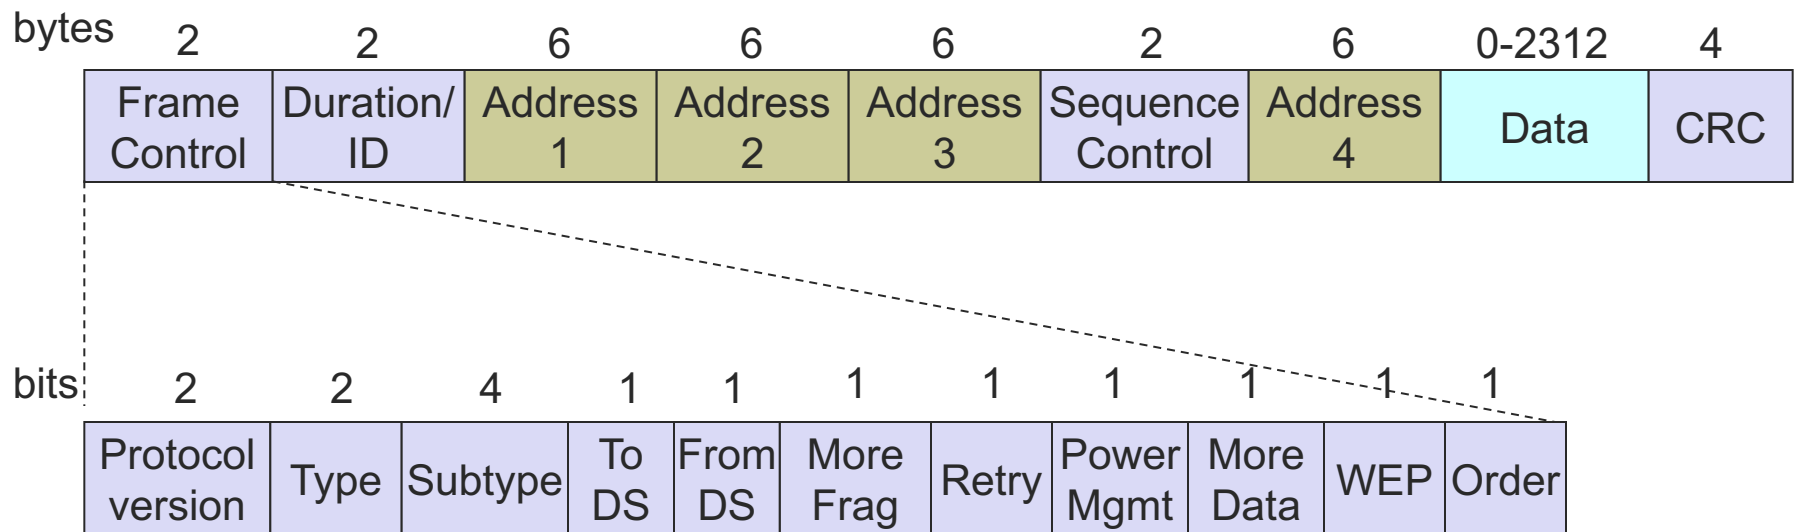 bytes 2 2 6 6 6 2 6 0-2312 4
Frame Control Duration/ ID Address 1 Address 2 Address 3 Sequence Control Address 4 Data CRC
bits 2 2 4 1 1 1 1 1 1 1 1
Protocol version Type Subtype To DS From DS More Frag Retry Power Mgmt More Data WEP Order